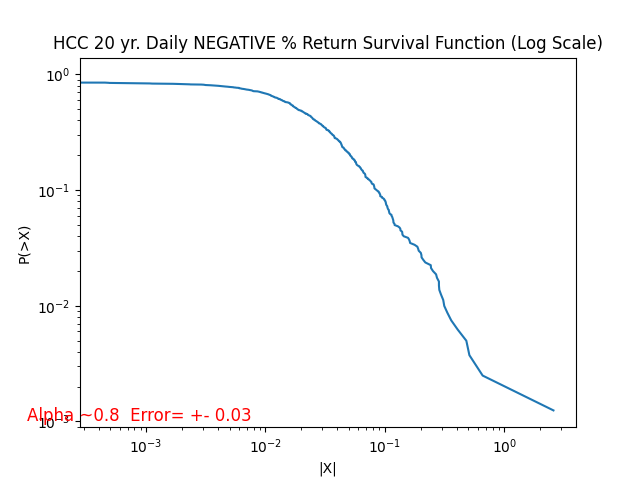 HCC 20 yr. Daily NEGATIVE % Return Survival Function (Log Scale)
10⁰
10⁻¹
10⁻²
10⁻³
P(>X)
Alpha ~0.8  Error= +- 0.03
10⁻³ 10⁻² 10⁻¹ 10⁰
|X|